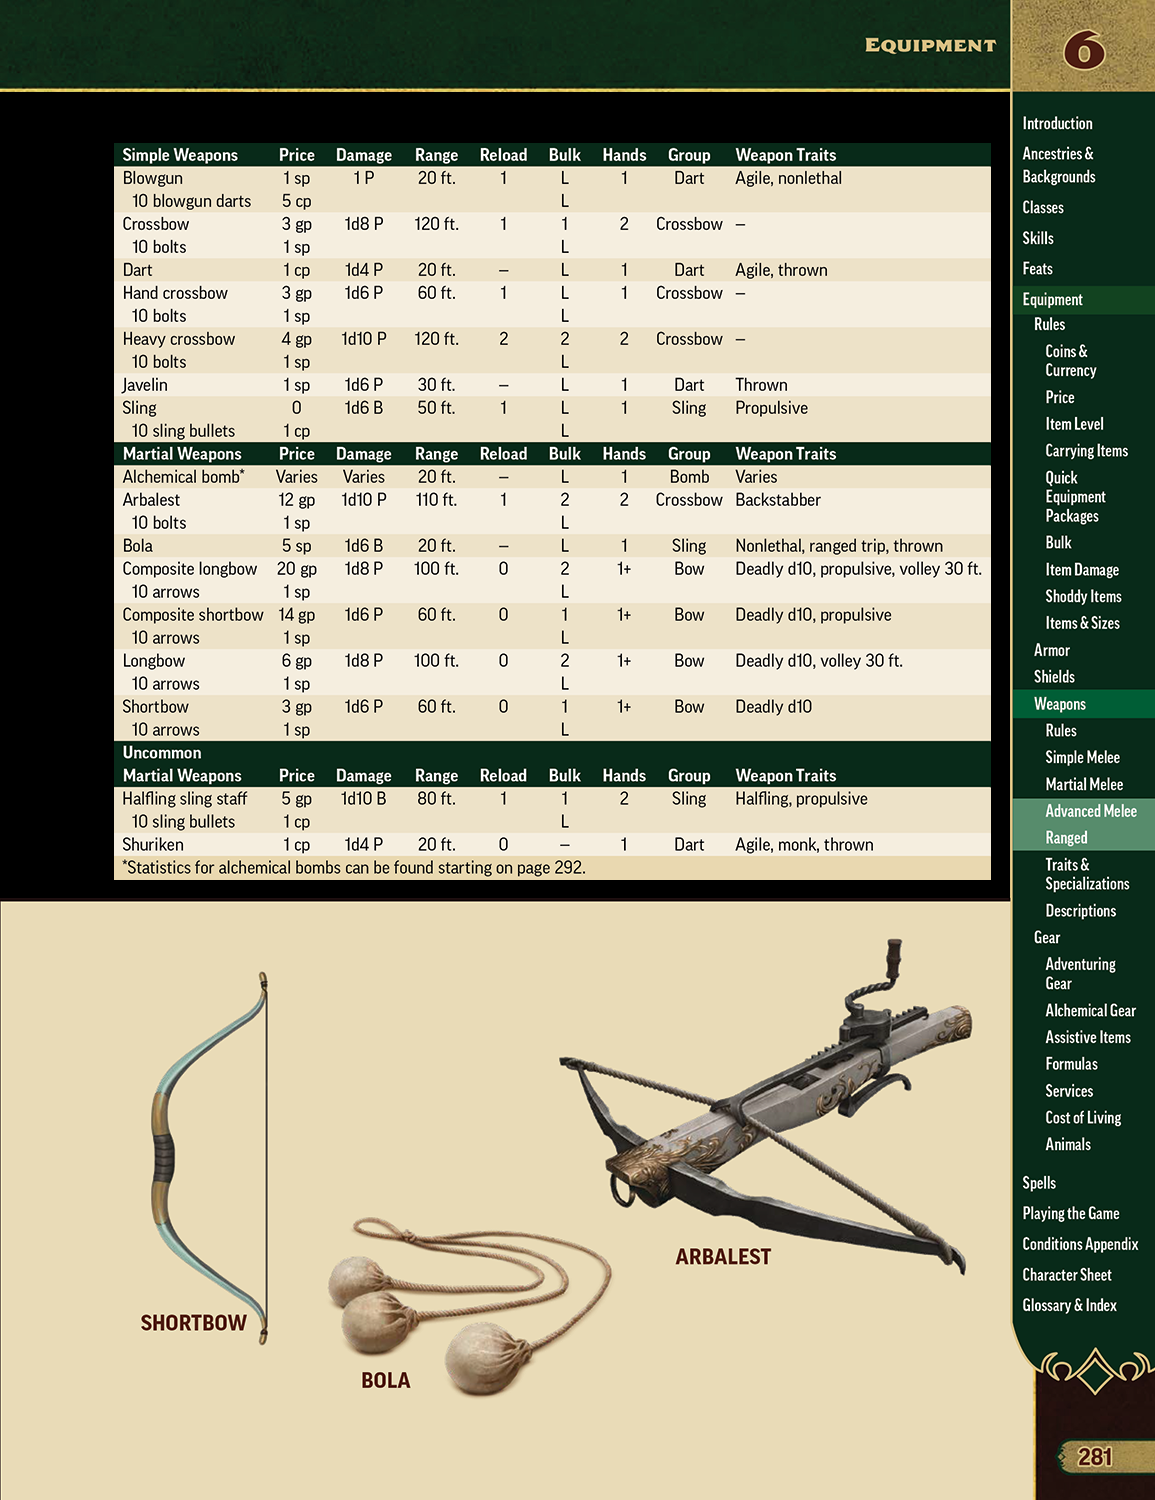 EQUIPMENT
6
Simple Weapons Price Damage Range Reload Bulk Hands Group Weapon Traits
Blowgun 1 sp 1 P 20 ft. 1 L 1 Dart Agile, nonlethal
10 blowgun darts 5 cp L
Crossbow 3 gp 1d8 P 120 ft. 1 1 2 Crossbow –
10 bolts 1 sp L
Dart 1 cp 1d4 P 20 ft. – L 1 Dart Agile, thrown
Hand crossbow 3 gp 1d6 P 60 ft. 1 L 1 Crossbow –
10 bolts 1 sp L
Heavy crossbow 4 gp 1d10 P 120 ft. 2 2 2 Crossbow –
10 bolts 1 sp L
Javelin 1 sp 1d6 P 30 ft. – L 1 Dart Thrown
Sling 0 1d6 B 50 ft. 1 L 1 Sling Propulsive
10 sling bullets 1 cp L
Martial Weapons Price Damage Range Reload Bulk Hands Group Weapon Traits
Alchemical bomb* Varies Varies 20 ft. – L 1 Bomb Varies
Arbalest 12 gp 1d10 P 110 ft. 1 2 2 Crossbow Backstabber
10 bolts 1 sp L
Bola 5 sp 1d6 B 20 ft. – L 1 Sling Nonlethal, ranged trip, thrown
Composite longbow 20 gp 1d8 P 100 ft. 0 2 1+ Bow Deadly d10, propulsive, volley 30 ft.
10 arrows 1 sp L
Composite shortbow 14 gp 1d6 P 60 ft. 0 1 1+ Bow Deadly d10, propulsive
10 arrows 1 sp L
Longbow 6 gp 1d8 P 100 ft. 0 2 1+ Bow Deadly d10, volley 30 ft.
10 arrows 1 sp L
Shortbow 3 gp 1d6 P 60 ft. 0 1 1+ Bow Deadly d10
10 arrows 1 sp L
Uncommon
Martial Weapons Price Damage Range Reload Bulk Hands Group Weapon Traits
Halfling sling staff 5 gp 1d10 B 80 ft. 1 1 2 Sling Halfling, propulsive
10 sling bullets 1 cp L
Shuriken 1 cp 1d4 P 20 ft. 0 – 1 Dart Agile, monk, thrown
*Statistics for alchemical bombs can be found starting on page 292.
SHORTBOW
BOLA
ARBALEST
Introduction
Ancestries &
Backgrounds
Classes
Skills
Feats
Equipment
Rules
Coins &
Currency
Price
Item Level
Carrying Items
Quick
Equipment
Packages
Bulk
Item Damage
Shoddy Items
Items & Sizes
Armor
Shields
Weapons
Rules
Simple Melee
Martial Melee
Advanced Melee
Ranged
Traits &
Specializations
Descriptions
Gear
Adventuring
Gear
Alchemical Gear
Assistive Items
Formulas
Services
Cost of Living
Animals
Spells
Playing the Game
Conditions Appendix
Character Sheet
Glossary & Index
281